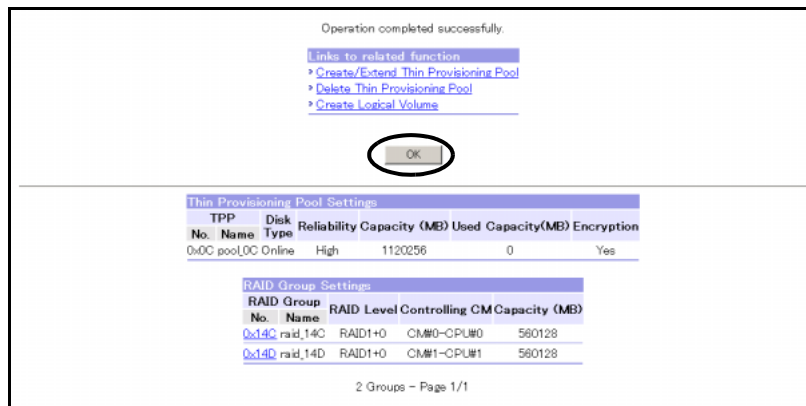 Operation completed successfully.
Links to related function
Create/Extend Thin Provisioning Pool
Delete Thin Provisioning Pool
Create Logical Volume
OK
Thin Provisioning Pool Settings
TPP Disk Type Reliability Capacity (MB) Used Capacity(MB) Encryption
No. Name
0x0C pool_0C Online High 1120256 0 Yes
RAID Group Settings
RAID Group RAID Level Controlling CM Capacity (MB)
No. Name
0x14C raid_14C RAID1+0 CM#0-CPU#0 560128
0x14D raid_14D RAID1+0 CM#1-CPU#1 560128
2 Groups - Page 1/1